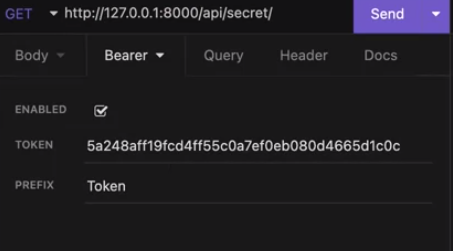 GET http://127.0.0.1:8000/api/secret/ Send
Body Bearer Query Header Docs
ENABLED
TOKEN 5a248aff19fcd4ff55c0a7ef0eb080d4665d1c0c
PREFIX Token